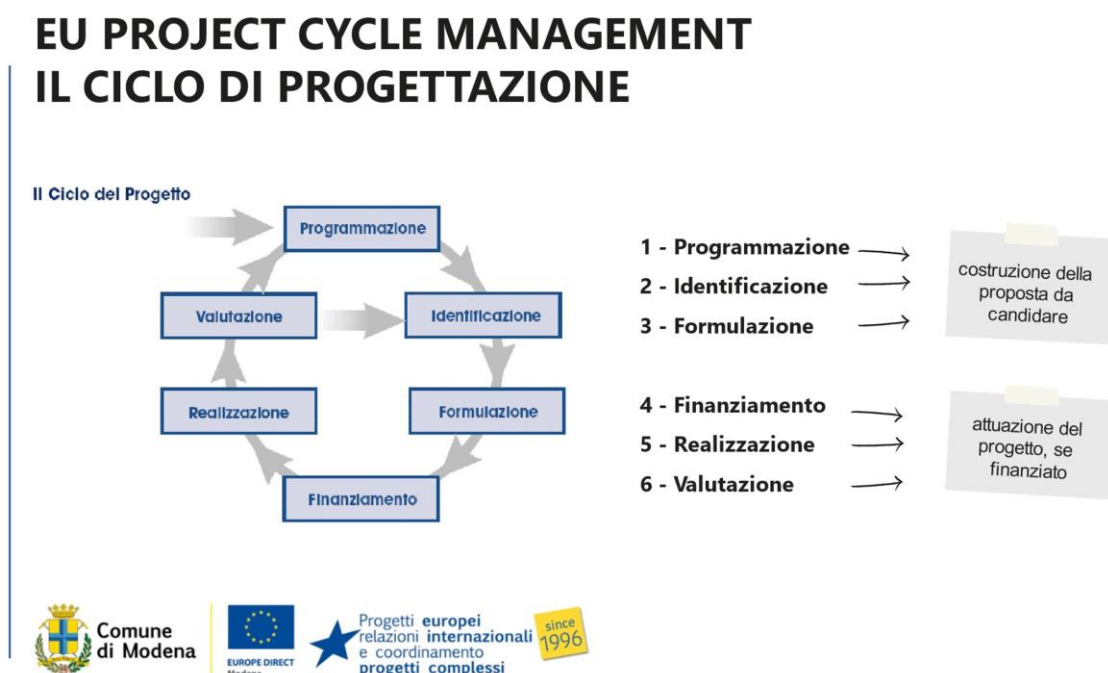 EU PROJECT CYCLE MANAGEMENT
IL CICLO DI PROGETTAZIONE
Il Ciclo del Progetto
Programmazione
Valutazione
Identificazione
Realizzazione
Formulazione
Finanziamento
1 - Programmazione
2 - Identificazione
3 - Formulazione
costruzione della
proposta da
candidare
4 - Finanziamento
5 - Realizzazione
6 - Valutazione
attuazione del
progetto, se
finanziato
Comune
di Modena
EUROPE DIRECT
Modena
Progetti europei
relazioni internazionali
e coordinamento
progetti complessi
since
1996